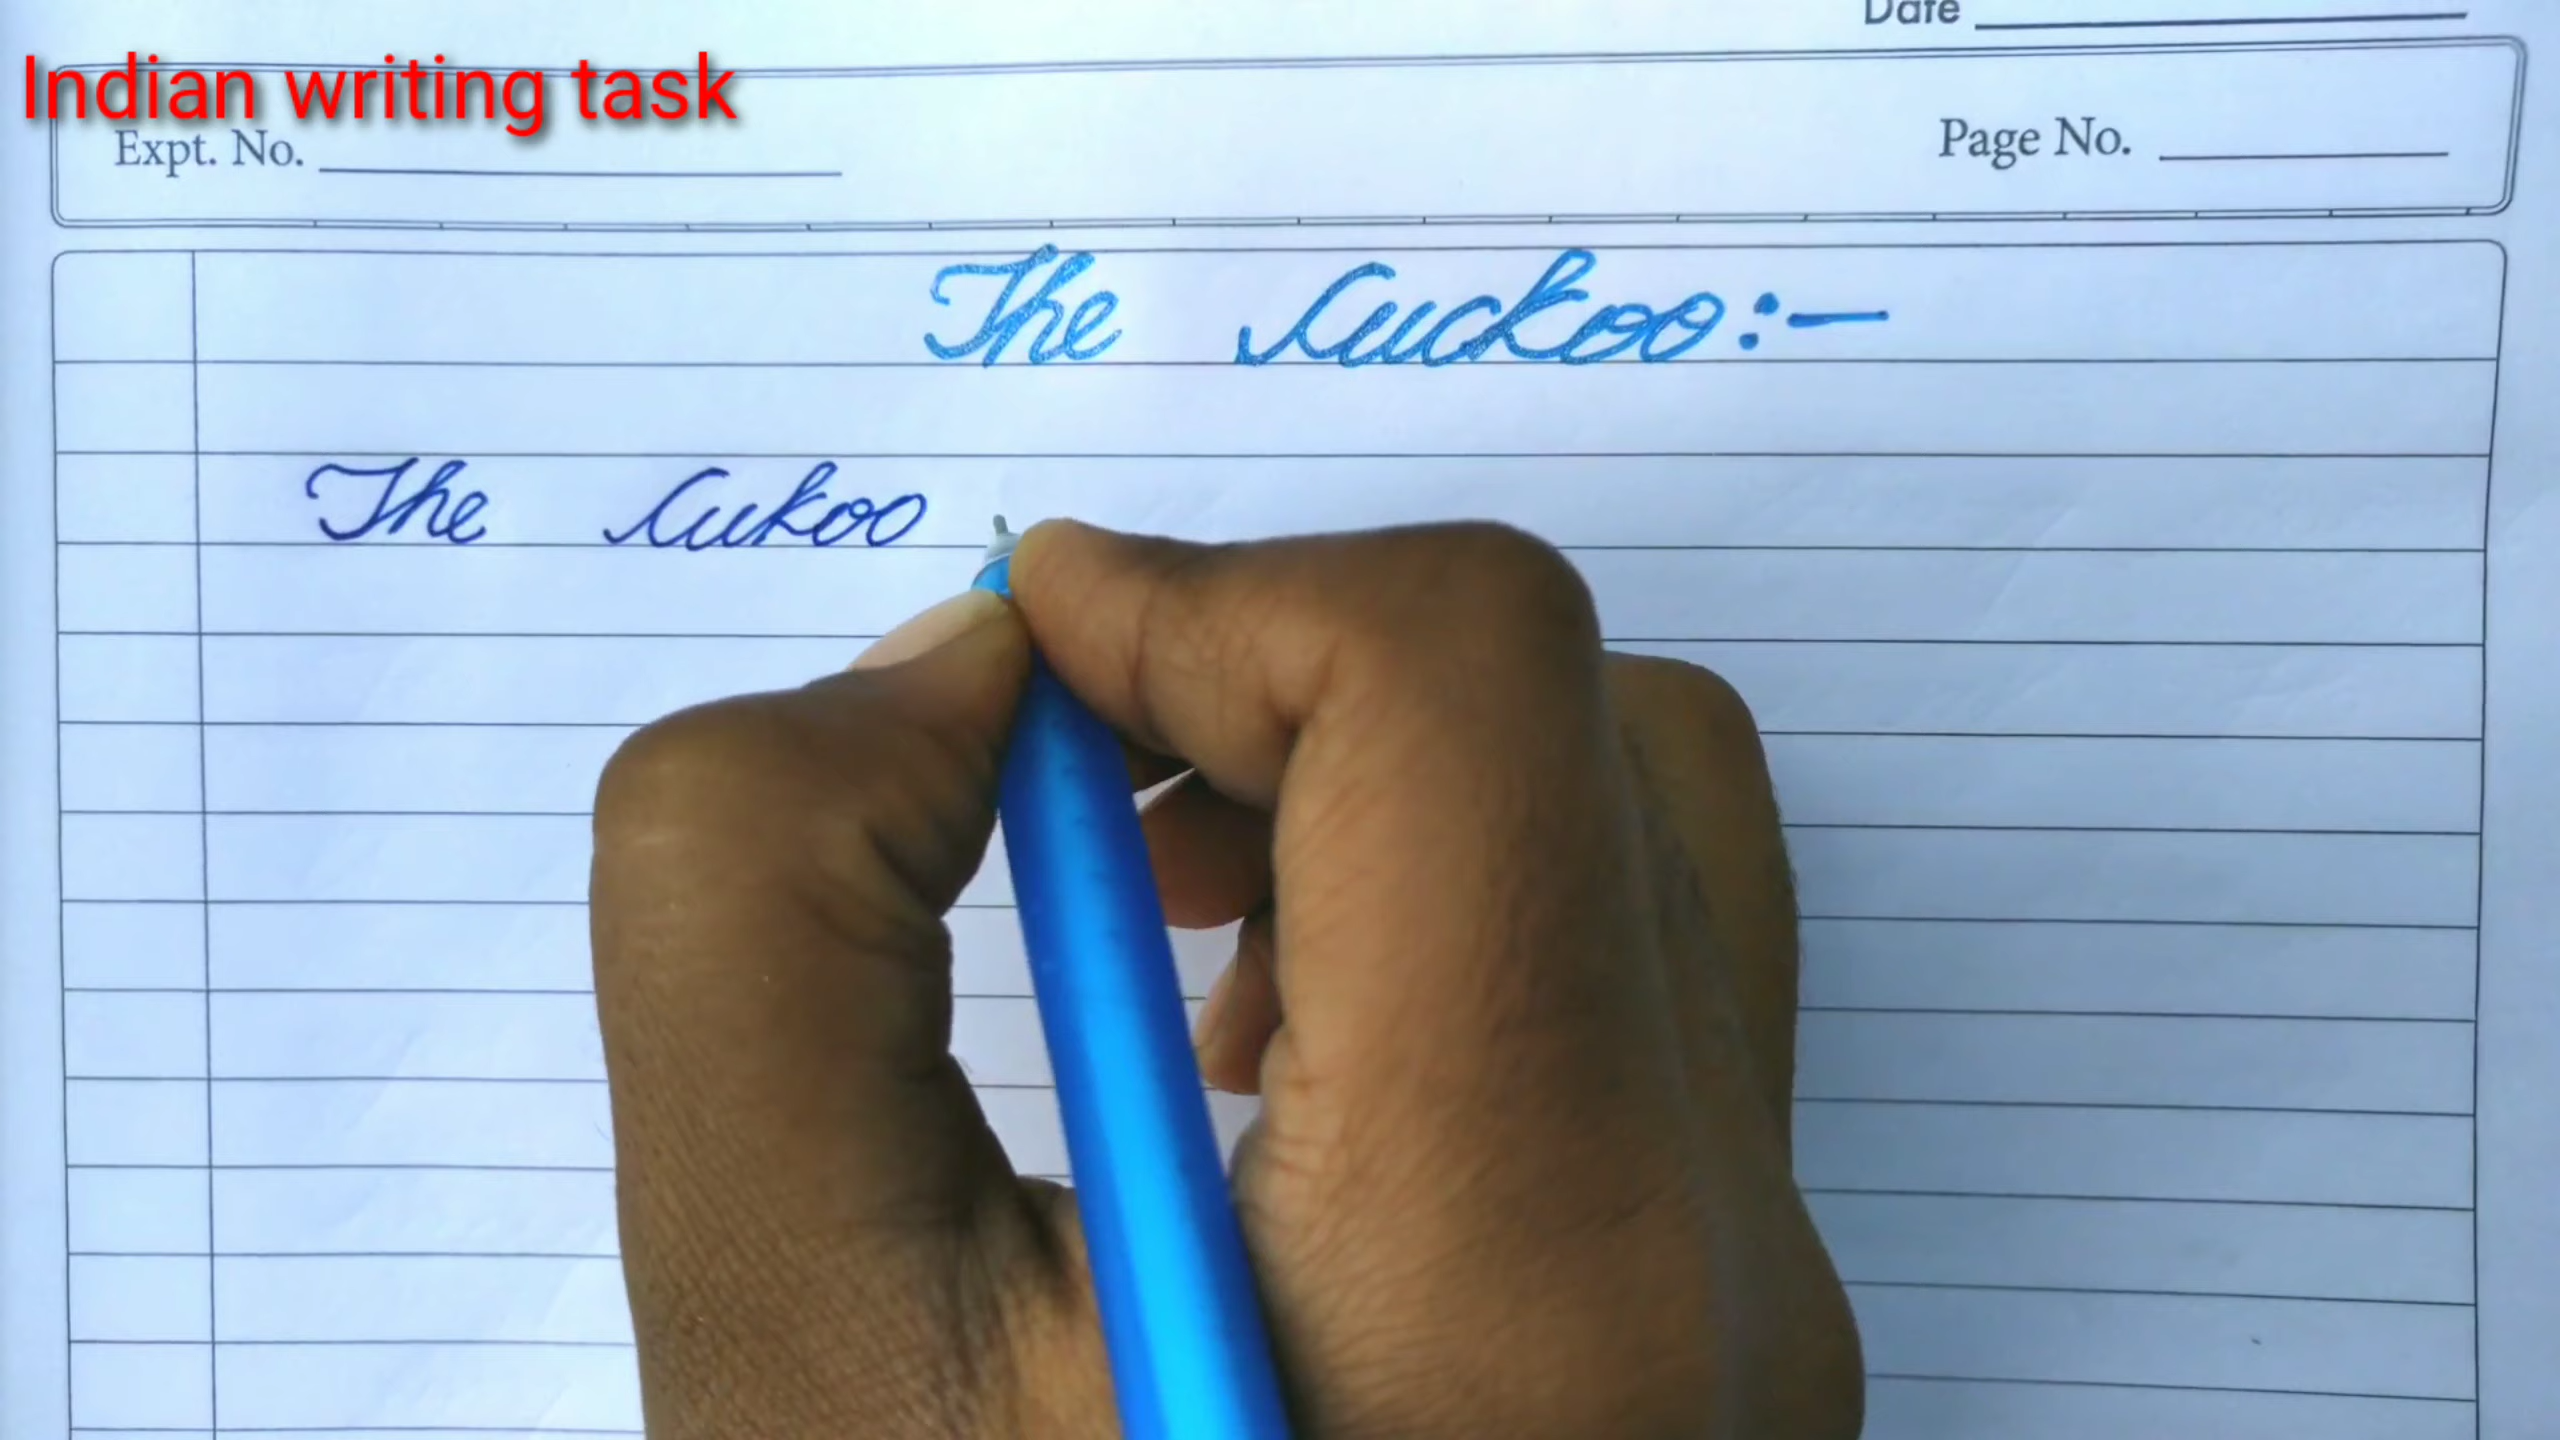 Date
Indian writing task
Expt. No.
Page No.
The Cuckoo:-
The Cukoo